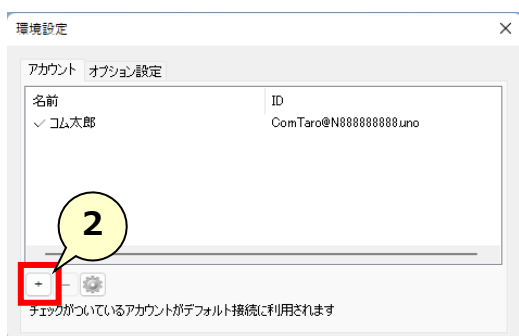 環境設定
アカウント オプション設定
名前 ID
コム太郎 ComTaro@N888888888.uno
2
+ -
チェックがついているアカウントがデフォルト接続に利用されます